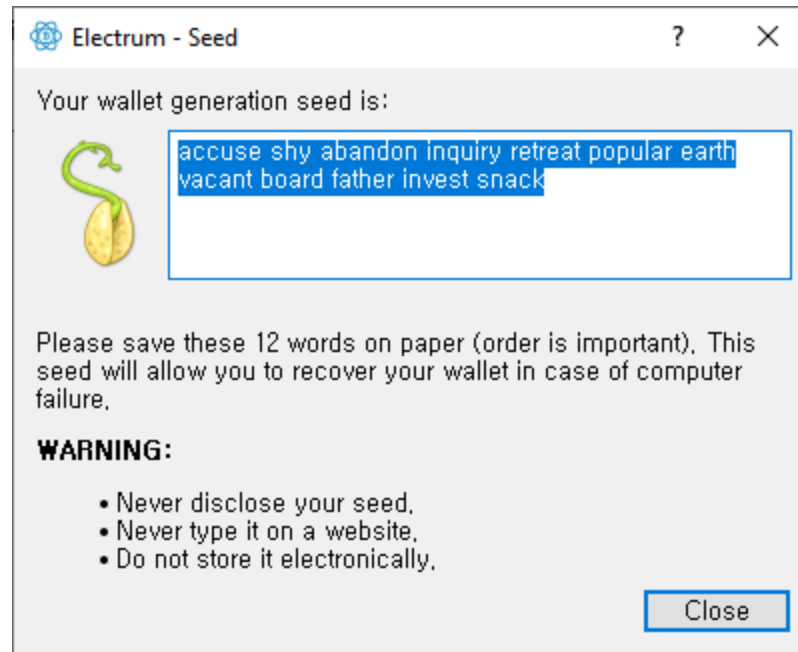 Electrum - Seed
Your wallet generation seed is:
accuse shy abandon inquiry retreat popular earth
vacant board father invest snack
Please save these 12 words on paper (order is important). This
seed will allow you to recover your wallet in case of computer
failure.
WARNING:
• Never disclose your seed.
• Never type it on a website.
• Do not store it electronically.
Close